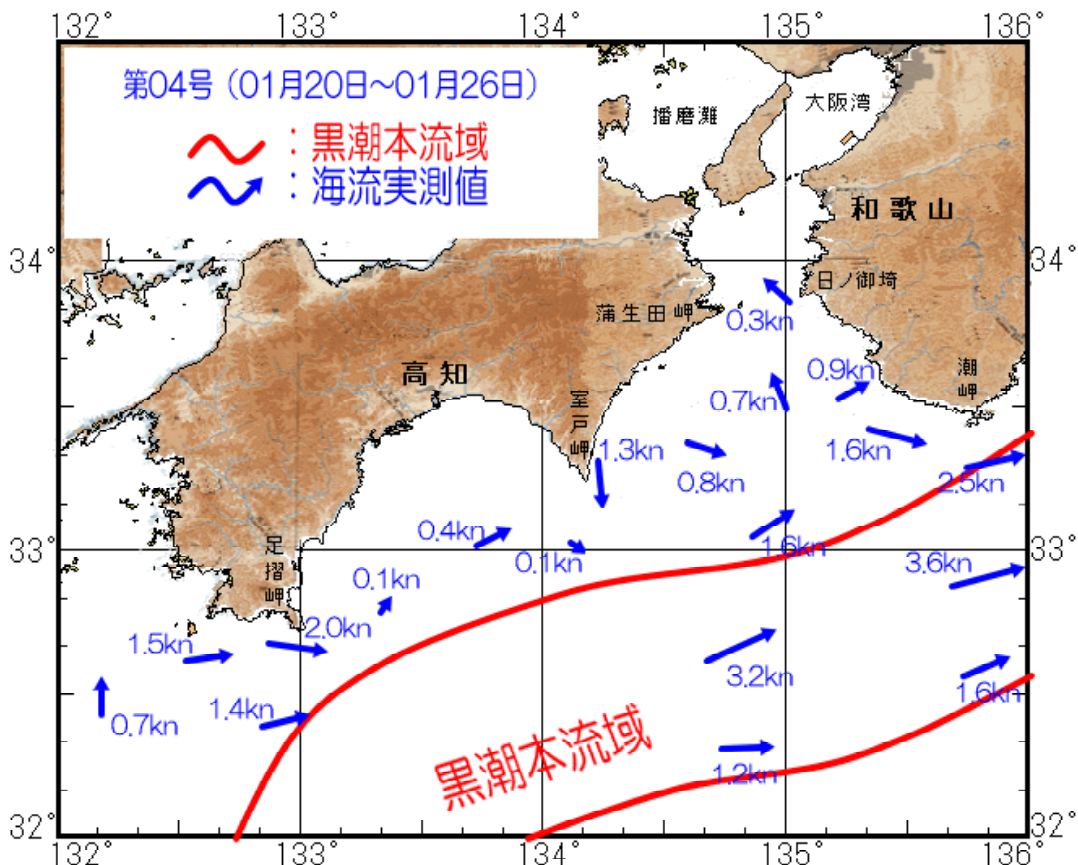 132° 133° 134° 135° 136°
第04号（01月20日～01月26日）
：黒潮本流域
：海流実測値
播磨灘
大阪湾
和歌山
34° 34°
日ノ御埼
蒲生田岬
0.3kn
高知
室戸岬
潮岬
0.9kn
0.7kn
1.3kn
1.6kn
0.8kn
2.5kn
0.4kn
0.1kn
1.6kn
33° 33°
足摺岬
0.1kn
3.6kn
2.0kn
1.5kn
3.2kn
1.6kn
0.7kn
1.4kn
黒潮本流域
1.2kn
32° 32°
132° 133° 134° 135° 136°